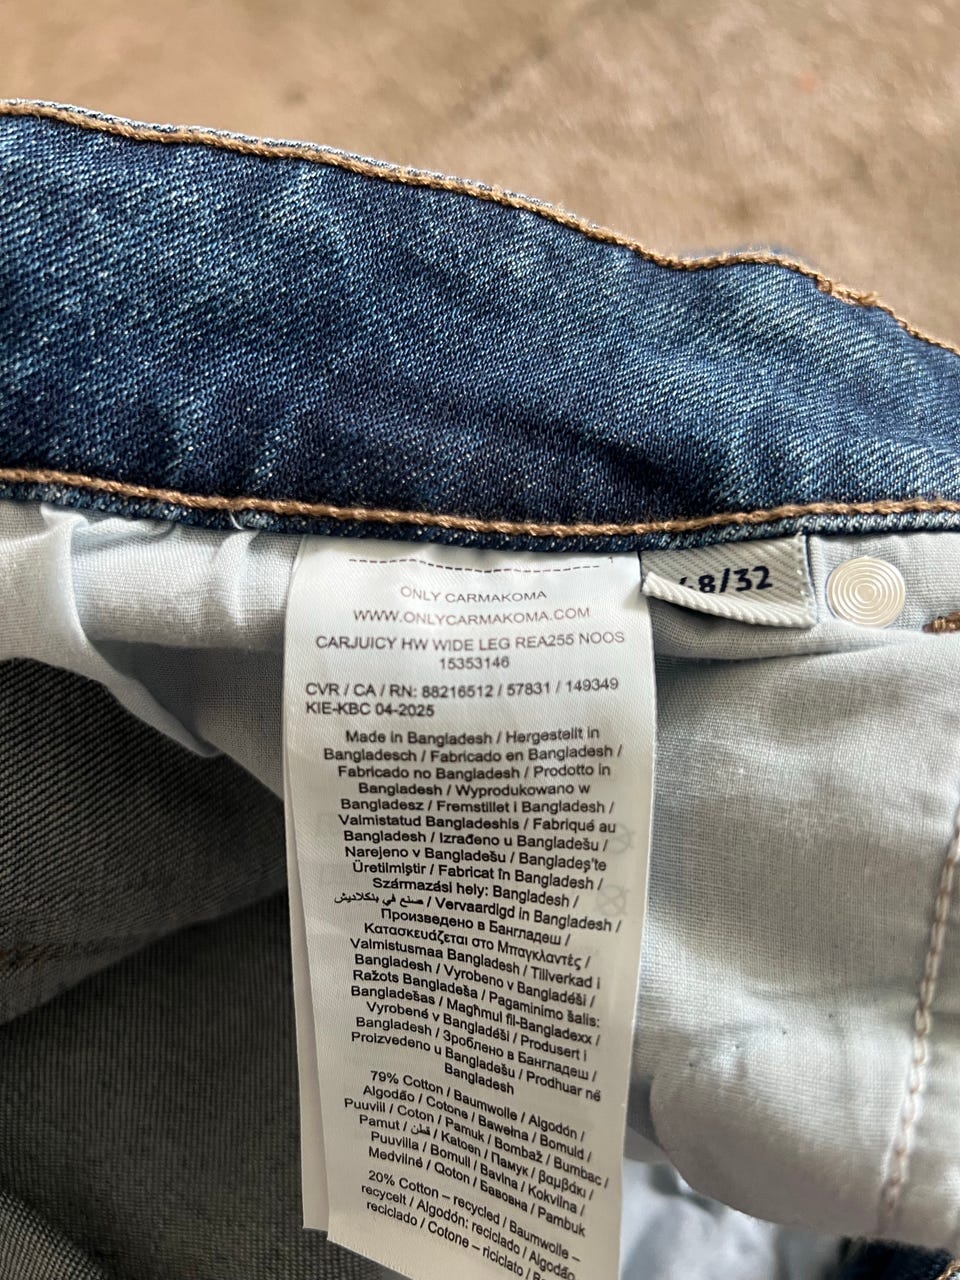 ONLY CARMAKOMA
WWW.ONLYCARMAKOMA.COM
CARJUICY HW WIDE LEG REA255 NOOS
15353146
CVR / CA / RN: 88216512 / 57831 / 149349
KIE-KBC 04-2025
Made in Bangladesh / Hergestellt in
Bangladesch / Fabricado en Bangladesh /
Fabricado no Bangladesh / Prodotto in
Bangladesh / Wyprodukowano w
Bangladesz / Fremstillet i Bangladesh /
Valmistatud Bangladeshis / Fabriqué au
Bangladesh / Izrađeno u Bangladešu /
Narejeno v Bangladešu / Bangladeş'te
Üretilmiştir / Fabricat în Bangladesh /
Származási hely: Bangladesh /
صنع في بنكلاديش / Vervaardigd in Bangladesh /
Произведено в Бангладеш /
Κατασκευάζεται στο Μπαγκλαντές /
Valmistusmaa Bangladesh / Tillverkad i
Bangladesh / Vyrobeno v Bangladéši /
Ražots Bangladeša / Pagaminimo šalis:
Bangladešas / Magħmul fil-Bangladexx /
Vyrobené v Bangladéši / Produsert i
Bangladesh / Зроблено в Бангладеш /
Proizvedeno u Bangladešu / Prodhuar në
Bangladesh
79% Cotton / Baumwolle / Algodón /
Algodão / Cotone / Bawełna / Bomuld /
Puuvill / Coton / Pamuk / Bombaž / Bumbac /
Pamut / قطن / Katoen / Памук / βαμβάκι /
Puuvilla / Bomull / Bavlna / Kokvilna /
Medvilnė / Qoton / Бавовна / Pambuk
20% Cotton – recycled / Baumwolle –
recycelt / Algodón: reciclado / Algodão
reciclado / Cotone – riciclato /
8/32